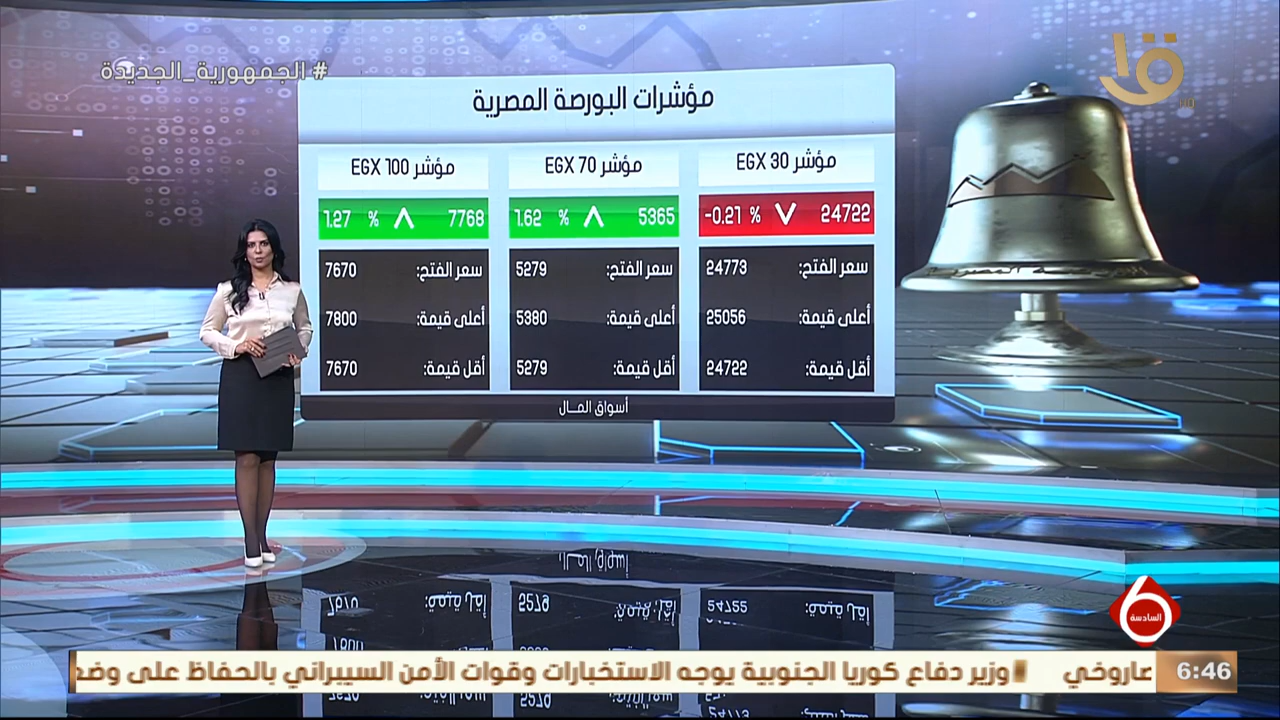 #الجمهورية_الجديدة
مؤشرات البورصة المصرية
مؤشر EGX 30
24722 -0.21 %
سعر الفتح: 24773
أعلى قيمة: 25056
أقل قيمة: 24722
مؤشر EGX 70
5365 1.62 %
سعر الفتح: 5279
أعلى قيمة: 5380
أقل قيمة: 5279
مؤشر EGX 100
7768 1.27 %
سعر الفتح: 7670
أعلى قيمة: 7800
أقل قيمة: 7670
أسواق المـال
6
السادسة
6:46
صاروخي
وزير دفاع كوريا الجنوبية يوجه الاستخبارات وقوات الأمن السيبراني بالحفاظ على